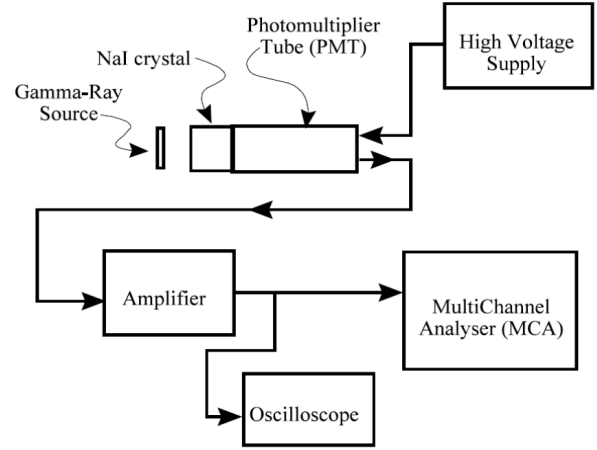 Photomultiplier
Tube (PMT)
High Voltage
Supply
NaI crystal
Gamma-Ray
Source
Amplifier
MultiChannel
Analyser (MCA)
Oscilloscope